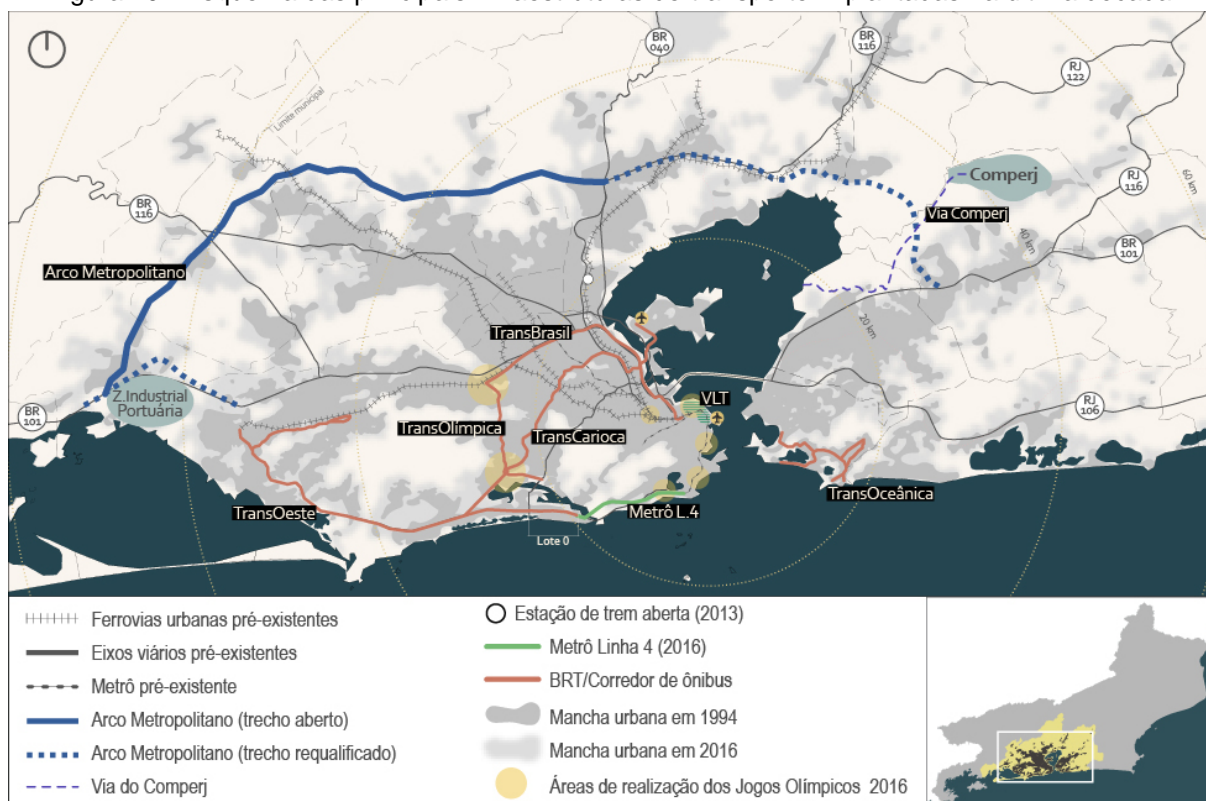 BR
040
BR
116
RJ
122
Limite municipal
60 km
Comperj
RJ
116
BR
116
Via Comperj
40 km
BR
101
Arco Metropolitano
20 km
TransBrasil
Z.Industrial
Portuária
VLT
BR
101
RJ
106
TransOlímpica
TransCarioca
TransOeste
Metrô L.4
TransOceânica
Lote 0
Ferrovias urbanas pré-existentes
Eixos viários pré-existentes
Metrô pré-existente
Arco Metropolitano (trecho aberto)
Arco Metropolitano (trecho requalificado)
Via do Comperj
Estação de trem aberta (2013)
Metrô Linha 4 (2016)
BRT/Corredor de ônibus
Mancha urbana em 1994
Mancha urbana em 2016
Áreas de realização dos Jogos Olímpicos 2016